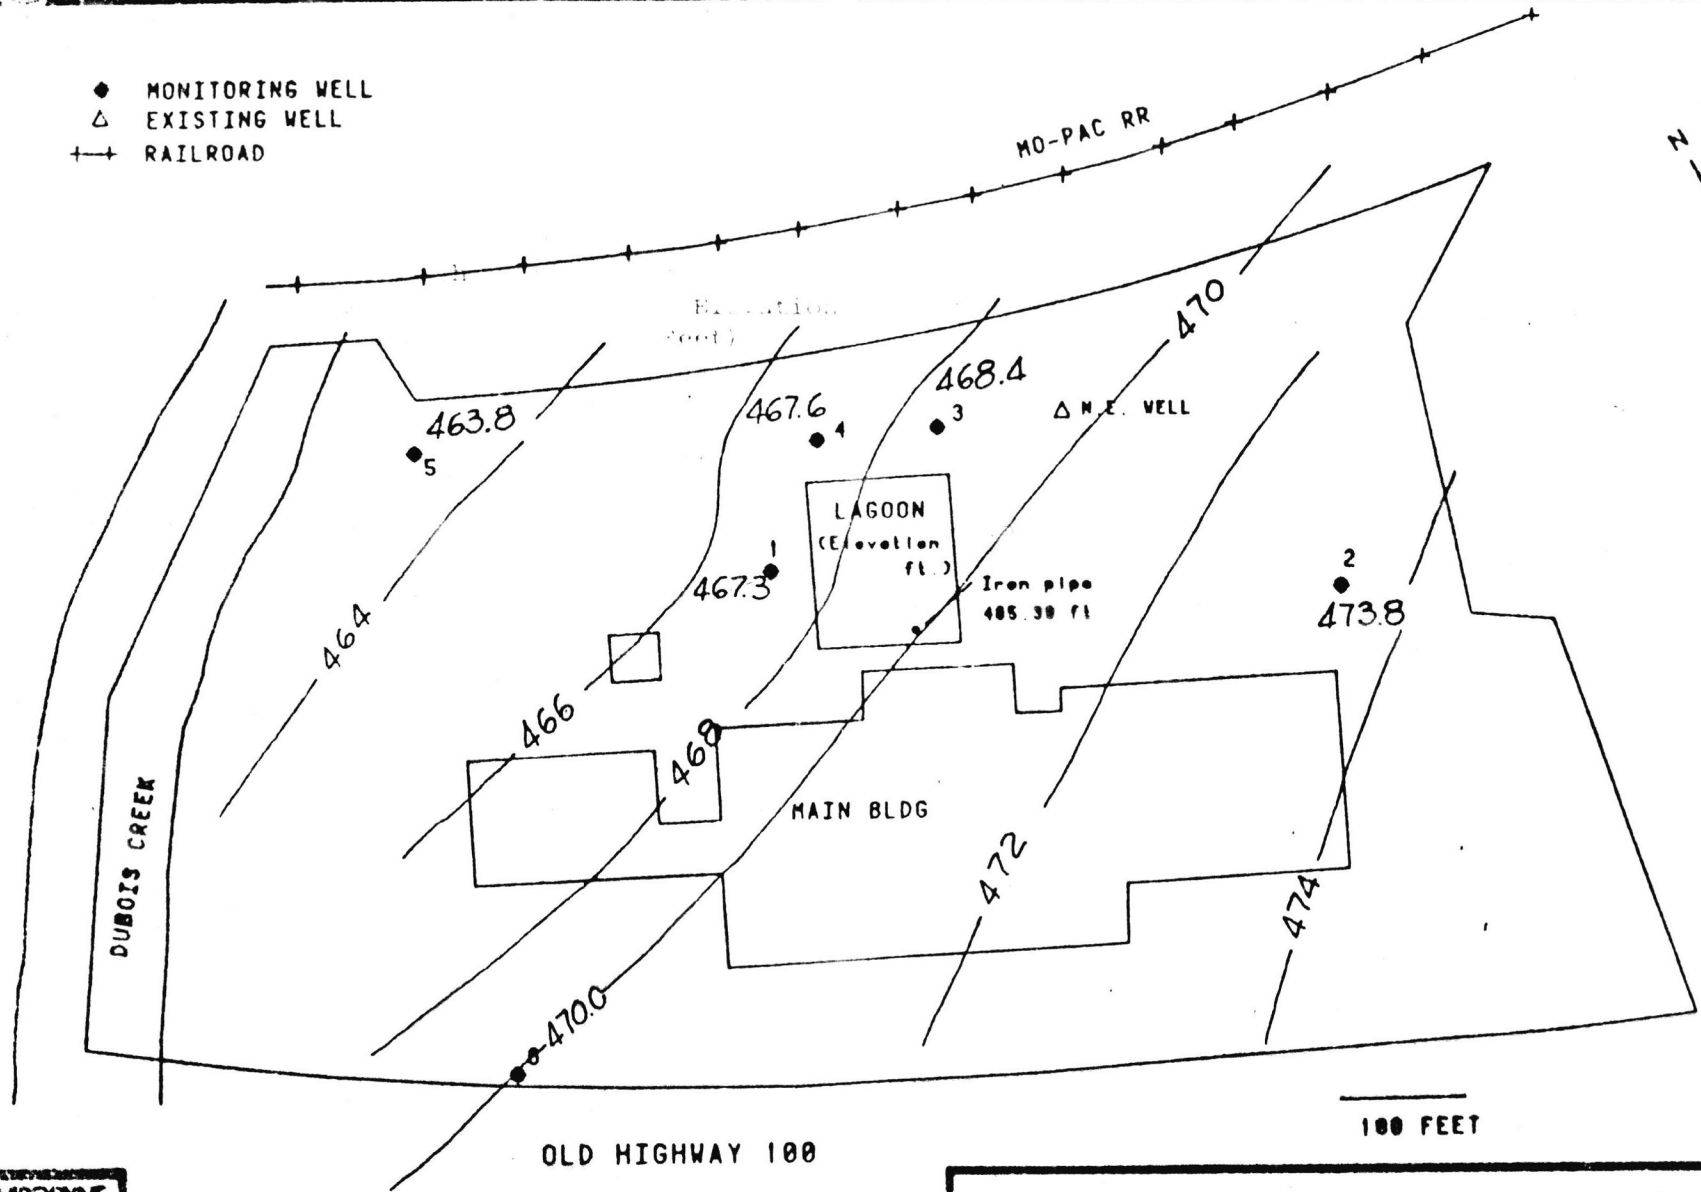 MONITORING WELL
EXISTING WELL
RAILROAD
MO-PAC RR
N
470
468.4
467.6
4
3
N.E. WELL
463.8
5
LAGOON
(Elevation
ft.)
1
467.3
Iron pipe
485.30 ft
2
473.8
464
466
468
MAIN BLDG
DUBOIS CREEK
472
474
470.0
6
OLD HIGHWAY 100
100 FEET